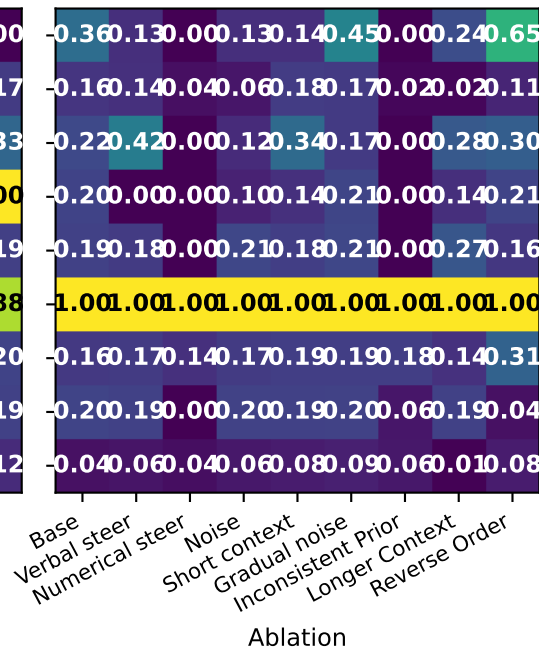 00 0.36 0.13 0.00 0.13 0.14 0.45 0.00 0.24 0.65
17 0.16 0.14 0.04 0.06 0.18 0.17 0.02 0.02 0.11
33 0.22 0.42 0.00 0.12 0.34 0.17 0.00 0.28 0.30
00 0.20 0.00 0.00 0.10 0.14 0.21 0.00 0.14 0.21
19 0.19 0.18 0.00 0.21 0.18 0.21 0.00 0.27 0.16
38 1.00 1.00 1.00 1.00 1.00 1.00 1.00 1.00 1.00
20 0.16 0.17 0.14 0.17 0.19 0.19 0.18 0.14 0.31
19 0.20 0.19 0.00 0.20 0.19 0.20 0.06 0.19 0.04
12 0.04 0.06 0.04 0.06 0.08 0.09 0.06 0.01 0.08
Base
Verbal steer
Numerical steer
Noise
Short context
Gradual noise
Inconsistent Prior
Longer Context
Reverse Order
Ablation